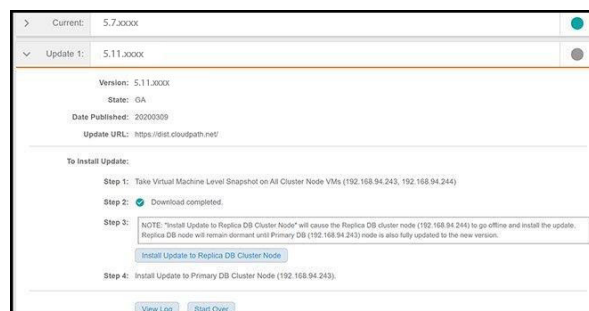 Current: 5.7.xxxx
Update 1: 5.11.xxxx
Version: 5.11.xxxx
State: GA
Date Published: 20200309
Update URL: https://dist.cloudpath.net/
To Install Update:
Step 1: Take Virtual Machine Level Snapshot on All Cluster Node VMs (192.168.94.243, 192.168.94.244)
Step 2: Download completed.
Step 3: NOTE: "Install Update to Replica DB Cluster Node" will cause the Replica DB cluster node (192.168.94.244) to go offline and install the update.
Replica DB node will remain dormant until Primary DB (192.168.94.243) node is also fully updated to the new version.
Install Update to Replica DB Cluster Node
Step 4: Install Update to Primary DB Cluster Node (192.168.94.243).
View Log Start Over